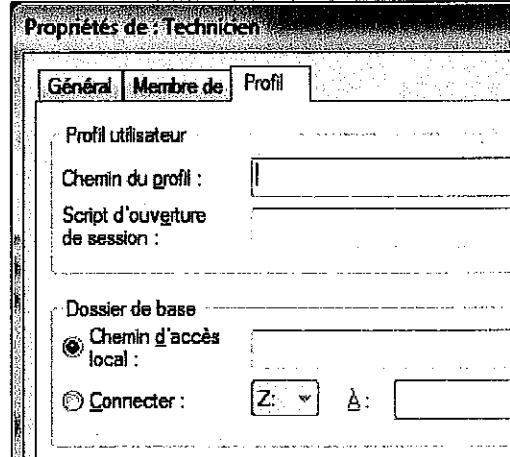 Propriétés de : Technicien
Général Membre de Profil
Profil utilisateur
Chemin du profil :
Script d'ouverture
de session :
Dossier de base
Chemin d'accès
local :
Connecter : Z: À :